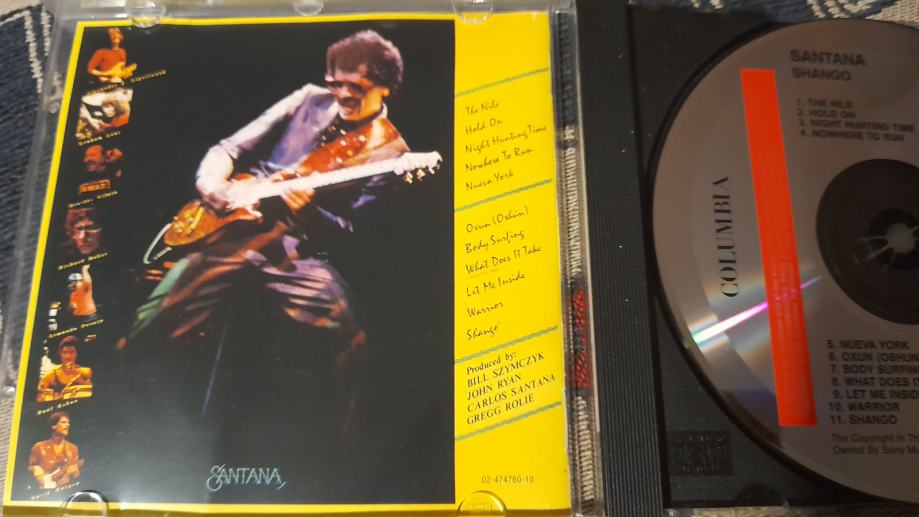 The Nile
Hold On
Night Hunting Time
Nowhere To Run
Nueva York
Oxun (Oshún)
Body Surfing
What Does It Take
Let Me Inside
Warrior
Shangó
Produced by:
BILL SZYMCZYK
JOHN RYAN
CARLOS SANTANA
GREGG ROLIE
02-474760-10
SANTANA
SANTANA
SHANGO
1. THE NILE
2. HOLD ON
3. NIGHT HUNTING TIME
4. NOWHERE TO RUN
COLUMBIA
5. NUEVA YORK
6. OXUN (OSHUN
7. BODY SURFIN
8. WHAT DOES
9. LET ME INSID
10. WARRIOR
11. SHANGO
The Copyright In Th
Owned By Sony Mu